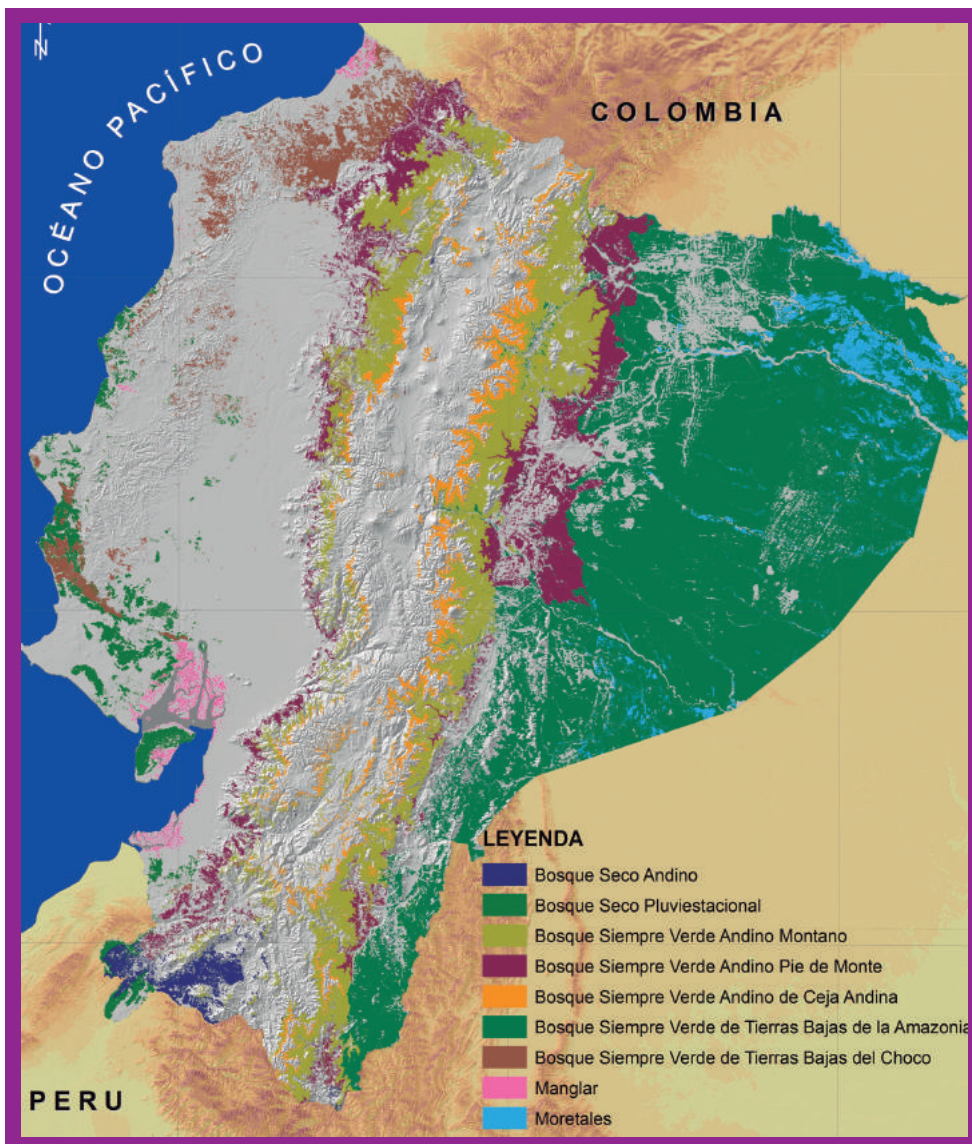 N
OCÉANO PACÍFICO
COLOMBIA
LEYENDA
Bosque Seco Andino
Bosque Seco Pluviestacional
Bosque Siempre Verde Andino Montano
Bosque Siempre Verde Andino Pie de Monte
Bosque Siempre Verde Andino de Ceja Andina
Bosque Siempre Verde de Tierras Bajas de la Amazonia
Bosque Siempre Verde de Tierras Bajas del Choco
Manglar
Moretales
PERU